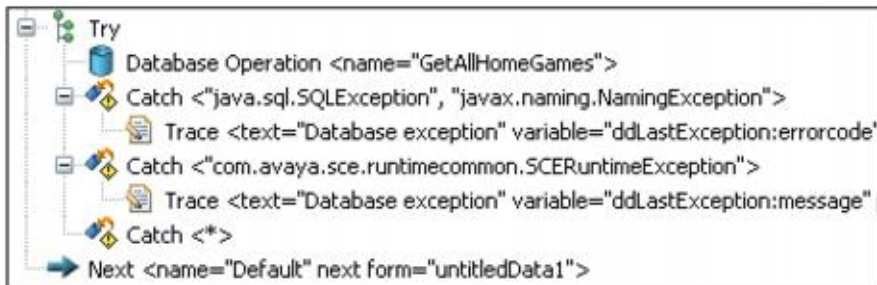 Try
Database Operation <name="GetAllHomeGames">
Catch <"java.sql.SQLException", "javax.naming.NamingException">
Trace <text="Database exception" variable="ddLastException:errorcode"
Catch <"com.avaya.sce.runtimecommon.SCERuntimeException">
Trace <text="Database exception" variable="ddLastException:message"
Catch <*>
Next <name="Default" next form="untitledData1">